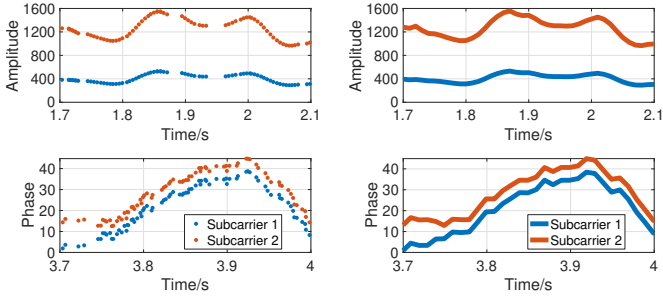 1600
1200
800
400
0
Amplitude
1.7 1.8 1.9 2 2.1
Time/s
1600
1200
800
400
0
Amplitude
1.7 1.8 1.9 2 2.1
Time/s
40
30
20
10
0
Phase
Subcarrier 1
Subcarrier 2
3.7 3.8 3.9 4
Time/s
40
30
20
10
0
Phase
Subcarrier 1
Subcarrier 2
3.7 3.8 3.9 4
Time/s